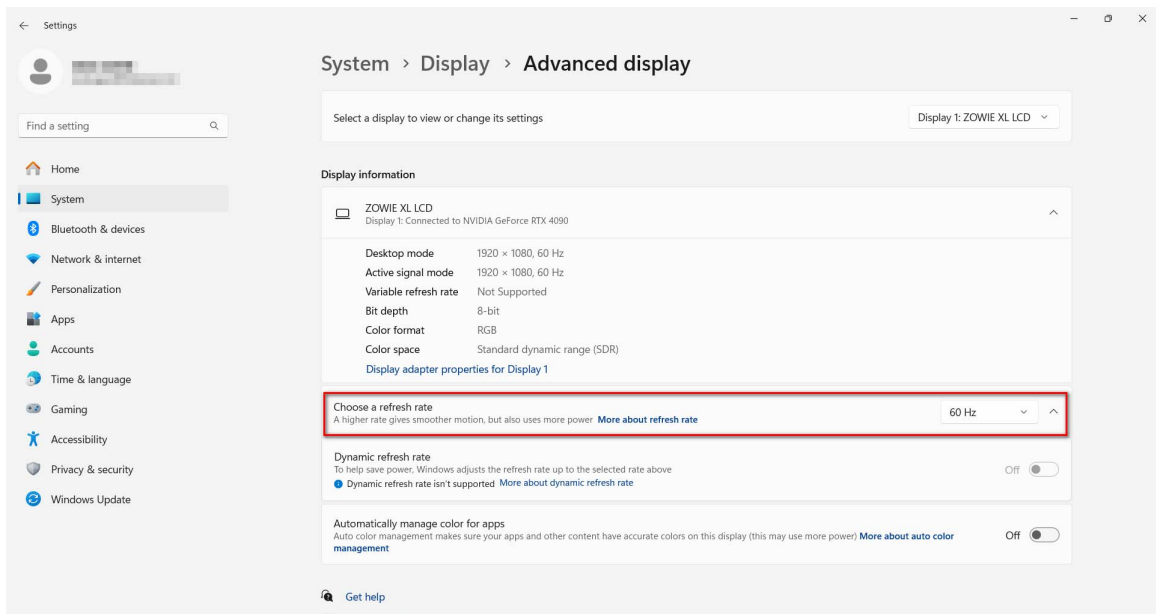 Settings
System > Display > Advanced display
Find a setting
Home
System
Bluetooth & devices
Network & internet
Personalization
Apps
Accounts
Time & language
Gaming
Accessibility
Privacy & security
Windows Update
Select a display to view or change its settings
Display 1: ZOWIE XL LCD
Display information
ZOWIE XL LCD
Display 1: Connected to NVIDIA GeForce RTX 4090
Desktop mode 1920 × 1080, 60 Hz
Active signal mode 1920 × 1080, 60 Hz
Variable refresh rate Not Supported
Bit depth 8-bit
Color format RGB
Color space Standard dynamic range (SDR)
Display adapter properties for Display 1
Choose a refresh rate
A higher rate gives smoother motion, but also uses more power More about refresh rate
60 Hz
Dynamic refresh rate
To help save power, Windows adjusts the refresh rate up to the selected rate above
Dynamic refresh rate isn't supported More about dynamic refresh rate
Off
Automatically manage color for apps
Auto color management makes sure your apps and other content have accurate colors on this display (this may use more power) More about auto color
management
Off
Get help